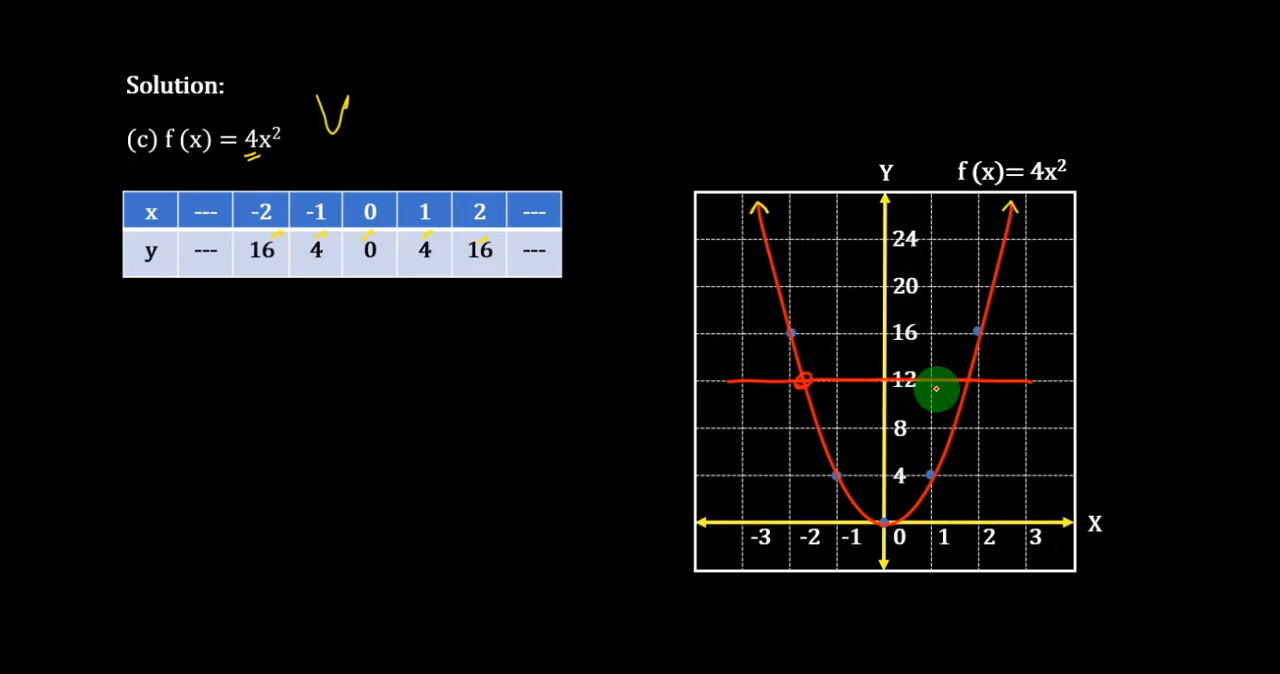 Solution:
(c) f (x) = 4x²
x --- -2 -1 0 1 2 ---
y --- 16 4 0 4 16 ---
Y
f (x)= 4x²
24
20
16
12
8
4
-3 -2 -1 0 1 2 3
X